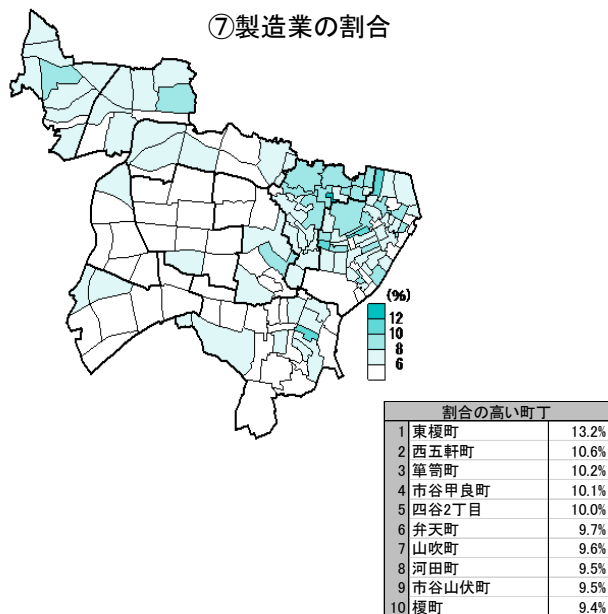 ⑦製造業の割合
(%)
12
10
8
6
割合の高い町丁
1 東榎町 13.2%
2 西五軒町 10.6%
3 箪笥町 10.2%
4 市谷甲良町 10.1%
5 四谷2丁目 10.0%
6 弁天町 9.7%
7 山吹町 9.6%
8 河田町 9.5%
9 市谷山伏町 9.5%
10 榎町 9.4%